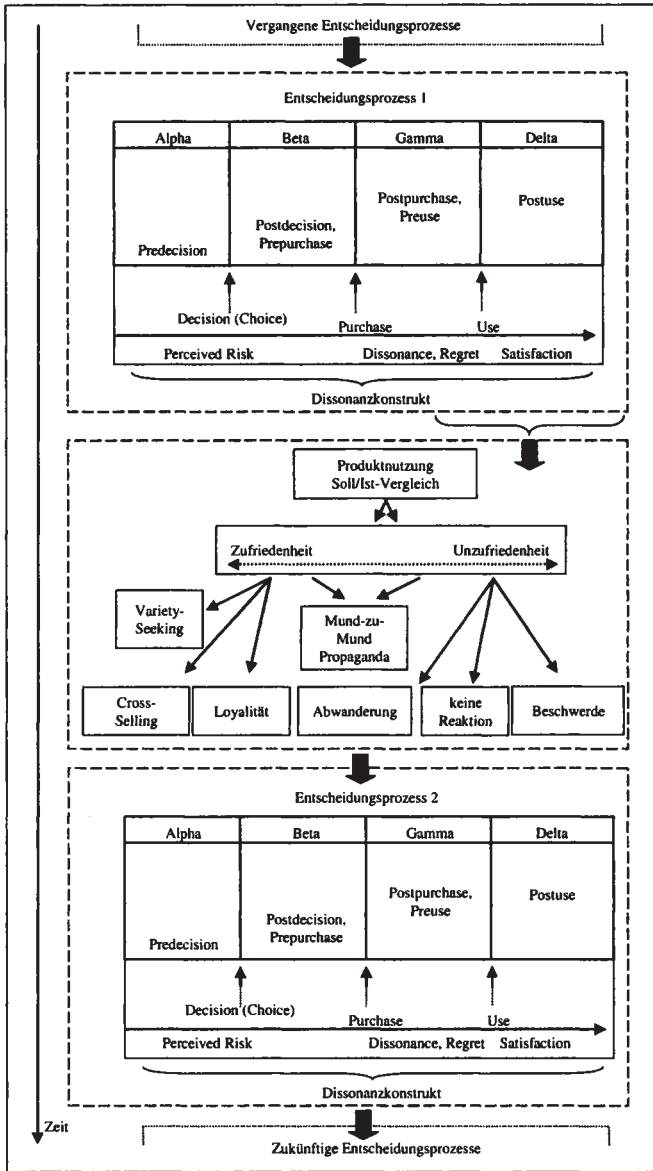 Vergangene Entscheidungsprozesse
Entscheidungsprozess 1
Alpha Beta Gamma Delta
Predecision
Postdecision,
Prepurchase
Postpurchase,
Preuse
Postuse
Decision (Choice)
Purchase
Use
Perceived Risk Dissonance, Regret Satisfaction
Dissonanzkonstrukt
Produktnutzung
Soll/Ist-Vergleich
Zufriedenheit Unzufriedenheit
Variety-
Seeking
Mund-zu-
Mund
Propaganda
Cross-
Selling
Loyalität
Abwanderung
keine
Reaktion
Beschwerde
Entscheidungsprozess 2
Alpha Beta Gamma Delta
Predecision
Postdecision,
Prepurchase
Postpurchase,
Preuse
Postuse
Decision (Choice)
Purchase
Use
Perceived Risk Dissonance, Regret Satisfaction
Dissonanzkonstrukt
Zeit
Zukünftige Entscheidungsprozesse